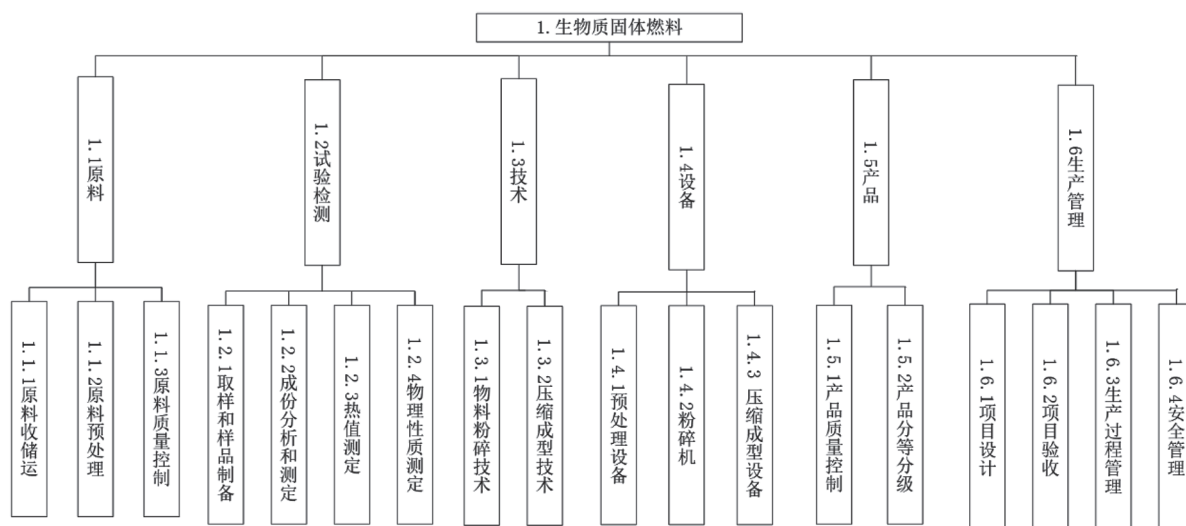 1.生物质固体燃料
1.1原料
1.2试验检测
1.3技术
1.4设备
1.5产品
1.6生产管理
1.1.1原料收储运
1.1.2原料预处理
1.1.3原料质量控制
1.2.1取样和样品制备
1.2.2成份分析和测定
1.2.3热值测定
1.2.4物理性质测定
1.3.1物料粉碎技术
1.3.2压缩成型技术
1.4.1预处理设备
1.4.2粉碎机
1.4.3 压缩成型设备
1.5.1产品质量控制
1.5.2产品分等分级
1.6.1项目设计
1.6.2项目验收
1.6.3生产过程管理
1.6.4安全管理